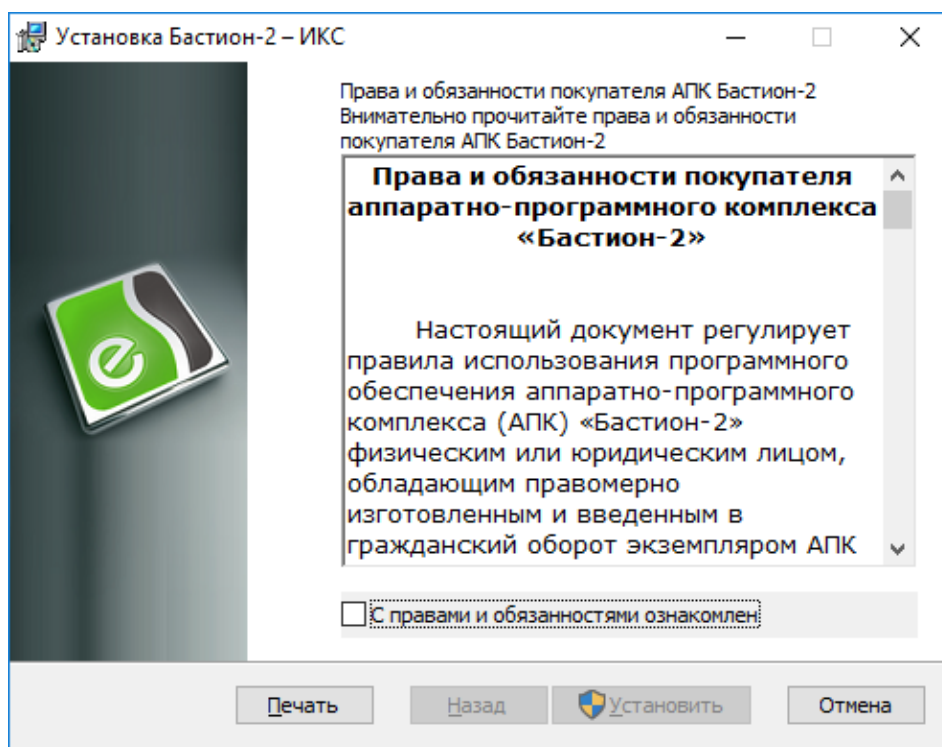 Установка Бастион-2 – ИКС
Права и обязанности покупателя АПК Бастион-2
Внимательно прочитайте права и обязанности
покупателя АПК Бастион-2
Права и обязанности покупателя
аппаратно-программного комплекса
«Бастион-2»
Настоящий документ регулирует
правила использования программного
обеспечения аппаратно-программного
комплекса (АПК) «Бастион-2»
физическим или юридическим лицом,
обладающим правомерно
изготовленным и введенным в
гражданский оборот экземпляром АПК
С правами и обязанностями ознакомлен
Печать
Назад
Установить
Отмена